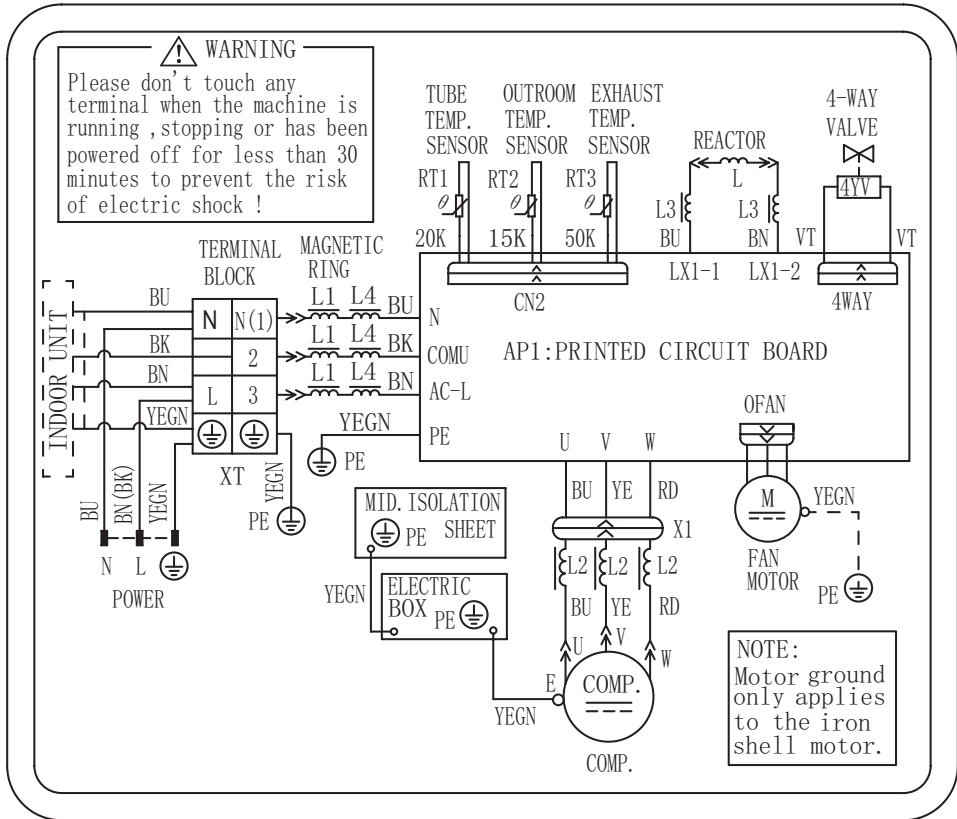 WARNING
Please don't touch any
terminal when the machine is
running ,stopping or has been
powered off for less than 30
minutes to prevent the risk
of electric shock !
TUBE
TEMP.
SENSOR
OUTROOM
TEMP.
SENSOR
EXHAUST
TEMP.
SENSOR
REACTOR
L
4-WAY
VALVE
4YV
RT1
RT2
RT3
θ
θ
θ
20K
15K
50K
L3
BU
L3
BN
VT
VT
LX1-1
LX1-2
4WAY
CN2
TERMINAL
BLOCK
MAGNETIC
RING
INDOOR UNIT
BU
N
N(1)
L1
L4
BU
N
BK
2
L1
L4
BK
COMU
BN
L
3
L1
L4
BN
AC-L
YEGN
XT
YEGN
PE
YEGN
PE
PE
AP1:PRINTED CIRCUIT BOARD
OFAN
U
V
W
BU
YE
RD
X1
L2
L2
L2
BU
YE
RD
U
V
W
M
YEGN
FAN
MOTOR
PE
BU
BN(BK)
YEGN
N
L
POWER
MID.ISOLATION
SHEET
PE
YEGN
ELECTRIC
BOX
PE
YEGN
E
COMP.
COMP.
NOTE:
Motor ground
only applies
to the iron
shell motor.